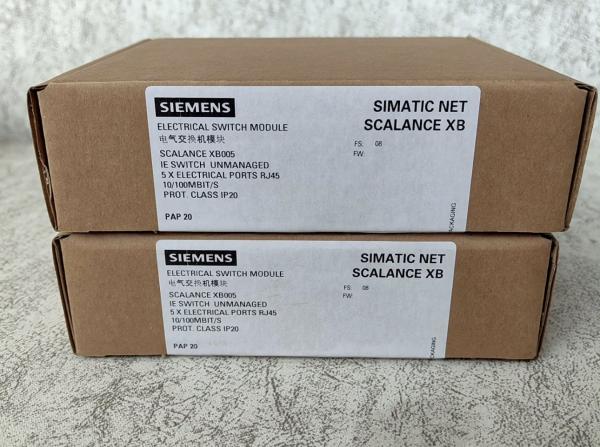 SIEMENS
ELECTRICAL SWITCH MODULE
电气交换机模块
SCALANCE XB005
IE SWITCH UNMANAGED
5 X ELECTRICAL PORTS RJ45
10/100MBIT/S
PROT. CLASS IP20
PAP 20
SIMATIC NET
SCALANCE XB
FS: 08
FW:
PACKAGING
SIEMENS
ELECTRICAL SWITCH MODULE
电气交换机模块
SCALANCE XB005
IE SWITCH UNMANAGED
5 X ELECTRICAL PORTS RJ45
10/100MBIT/S
PROT. CLASS IP20
PAP 20
SIMATIC NET
SCALANCE XB
FS: 08
FW:
PACKAGING